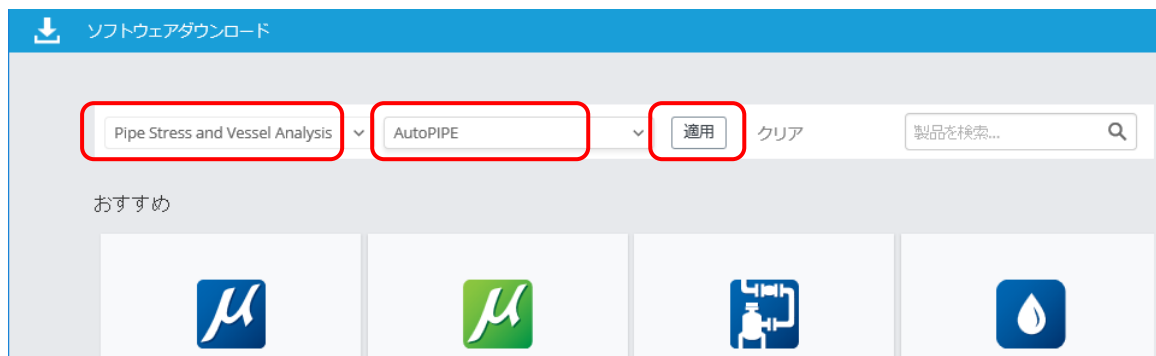 ソフトウェアダウンロード
Pipe Stress and Vessel Analysis AutoPIPE 適用 クリア 製品を検索...
おすすめ
μ μ